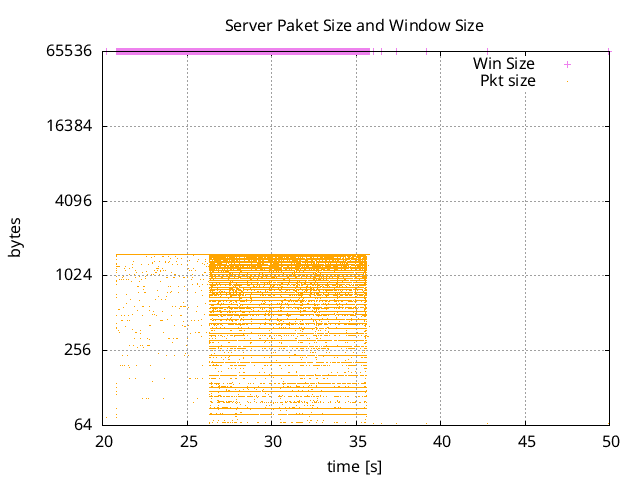 Server Paket Size and Window Size
65536
Win Size
Pkt size
16384
4096
bytes
1024
256
64
20 25 30 35 40 45 50
time [s]